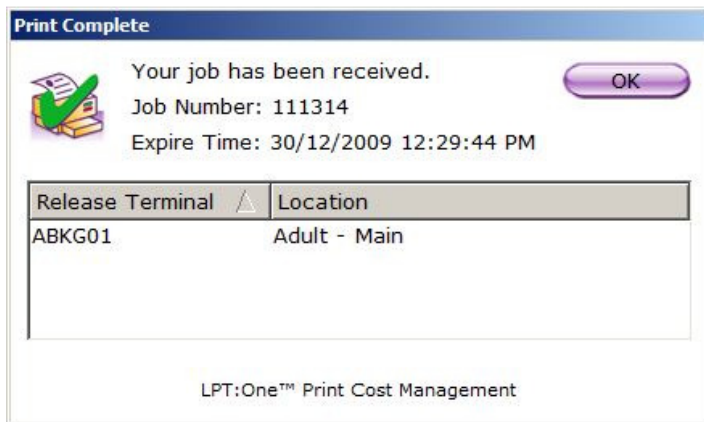 Print Complete
Your job has been received.
OK
Job Number: 111314
Expire Time: 30/12/2009 12:29:44 PM
Release Terminal Location
ABKG01 Adult - Main
LPT:One™ Print Cost Management